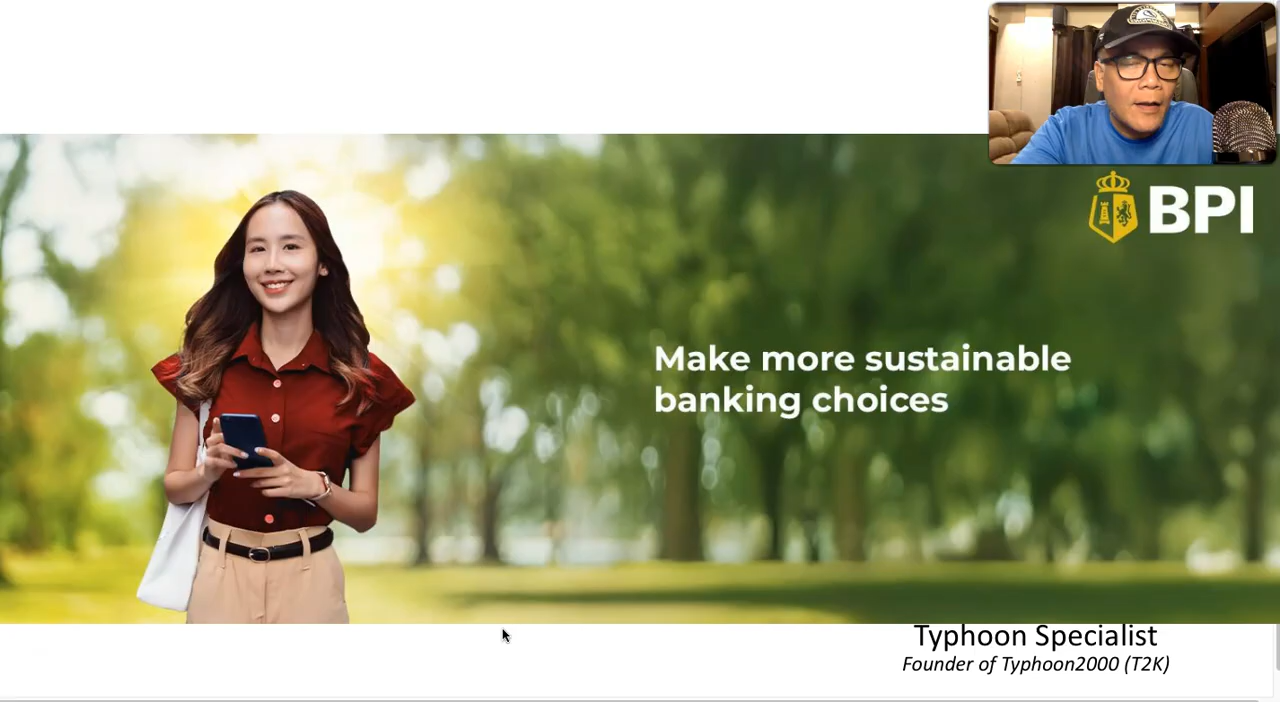 BPI
Make more sustainable
banking choices
Typhoon Specialist
Founder of Typhoon2000 (T2K)